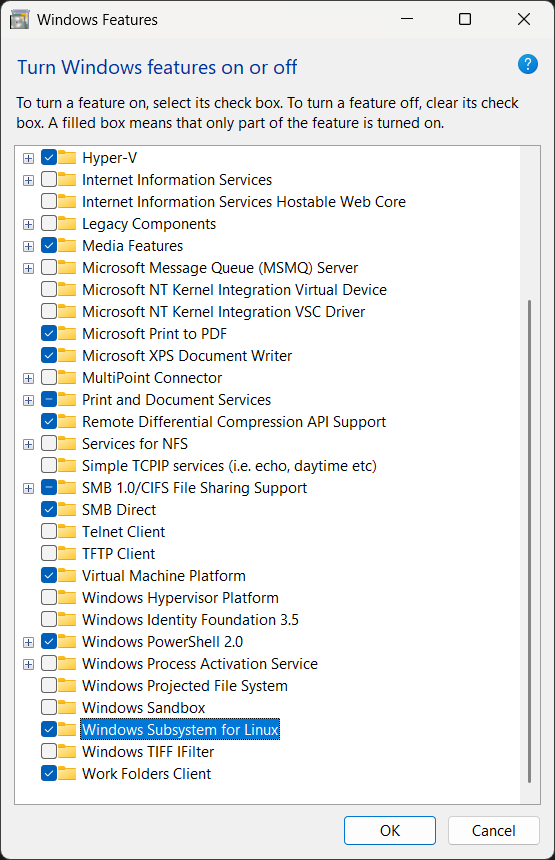 Windows Features
Turn Windows features on or off
?
To turn a feature on, select its check box. To turn a feature off, clear its check
box. A filled box means that only part of the feature is turned on.
Hyper-V
Internet Information Services
Internet Information Services Hostable Web Core
Legacy Components
Media Features
Microsoft Message Queue (MSMQ) Server
Microsoft NT Kernel Integration Virtual Device
Microsoft NT Kernel Integration VSC Driver
Microsoft Print to PDF
Microsoft XPS Document Writer
MultiPoint Connector
Print and Document Services
Remote Differential Compression API Support
Services for NFS
Simple TCPIP services (i.e. echo, daytime etc)
SMB 1.0/CIFS File Sharing Support
SMB Direct
Telnet Client
TFTP Client
Virtual Machine Platform
Windows Hypervisor Platform
Windows Identity Foundation 3.5
Windows PowerShell 2.0
Windows Process Activation Service
Windows Projected File System
Windows Sandbox
Windows Subsystem for Linux
Windows TIFF IFilter
Work Folders Client
OK
Cancel